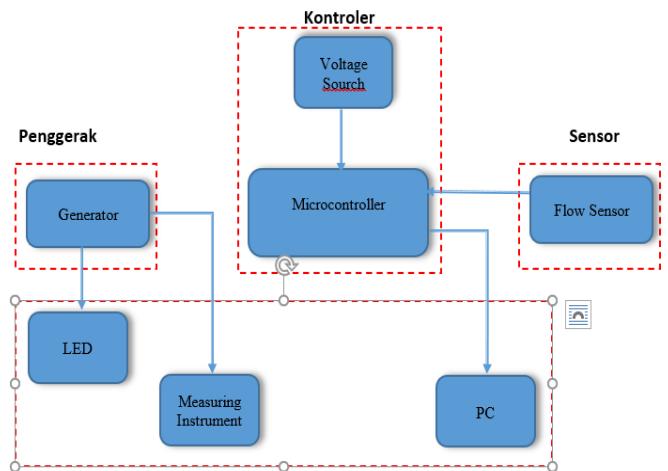 Kontroler
Voltage
Sourch
Penggerak
Sensor
Generator
Microcontroller
Flow Sensor
LED
Measuring
Instrument
PC